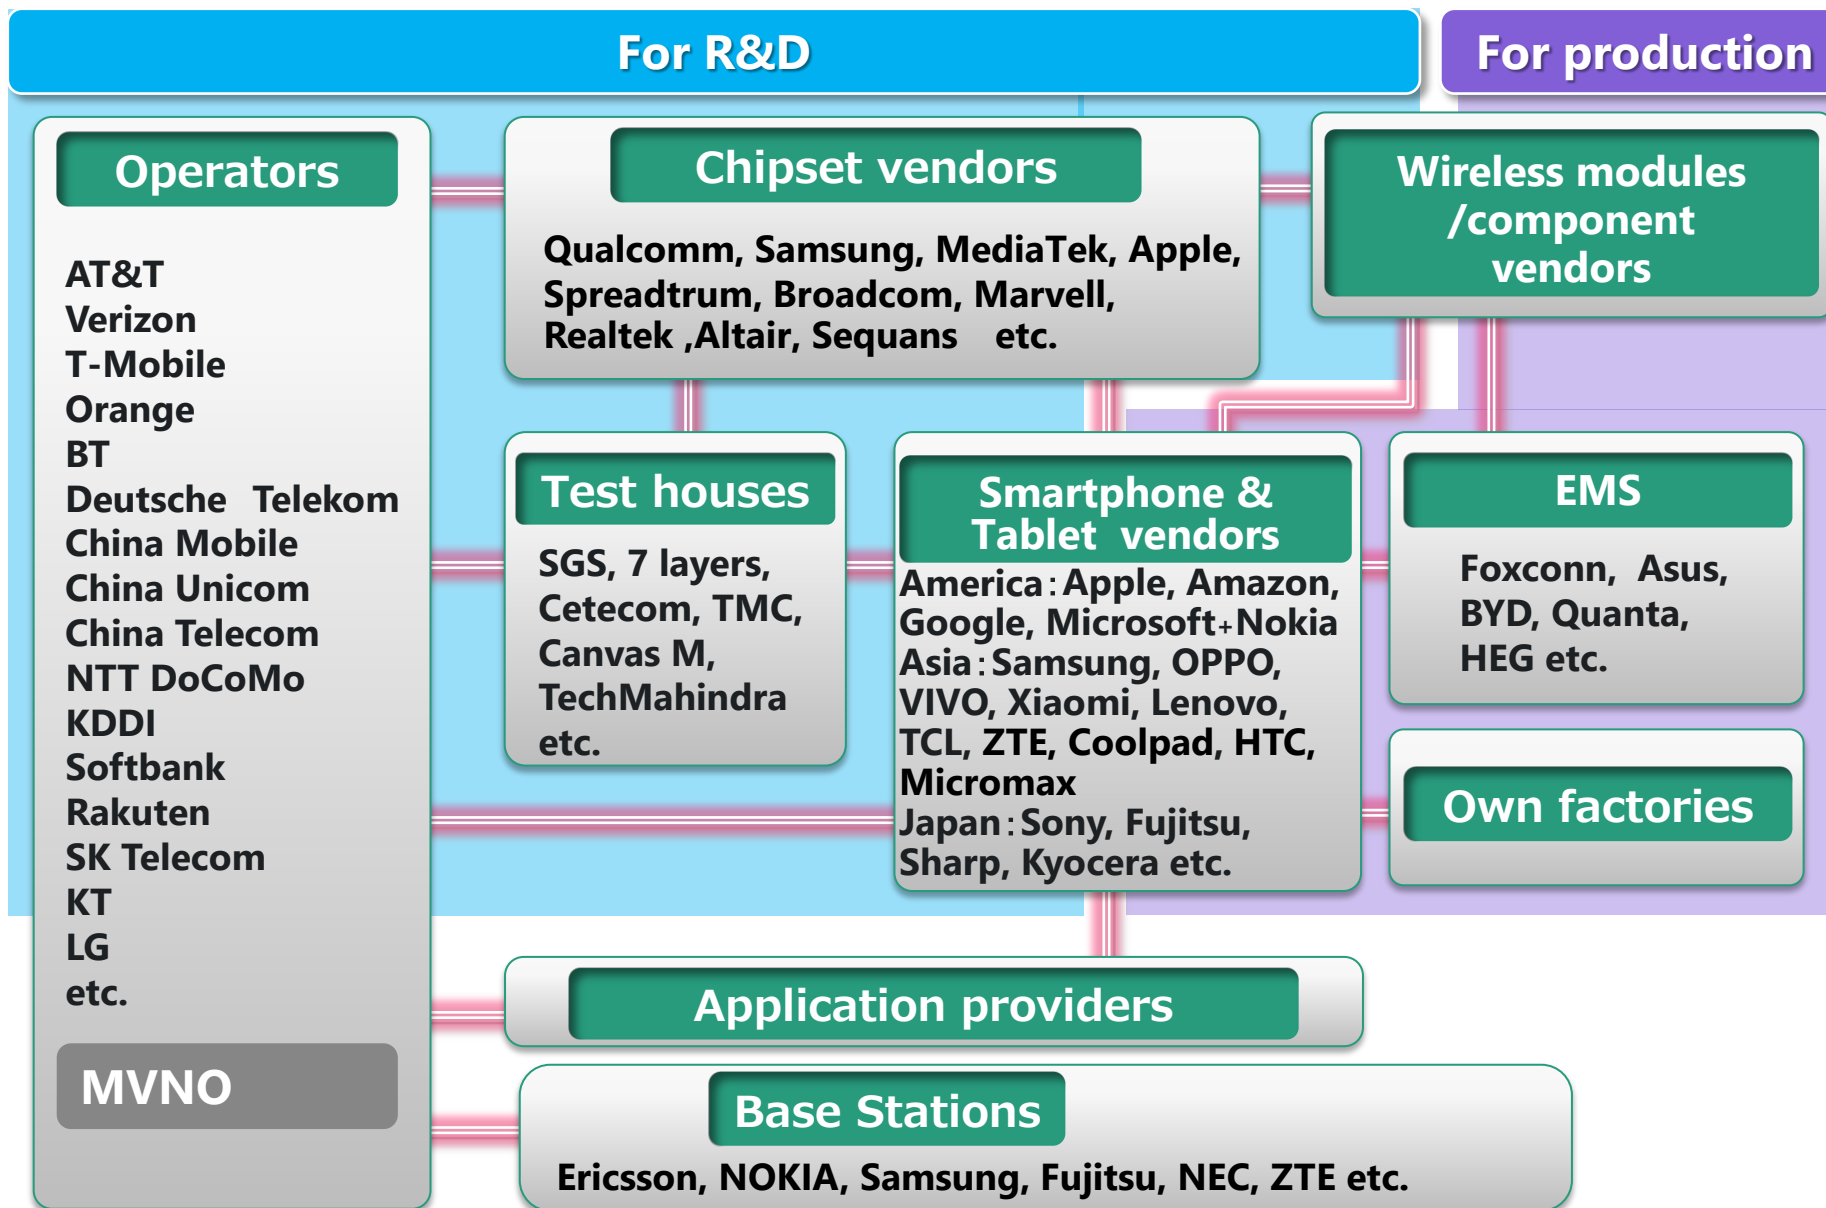 For R&D
For production
Operators
AT&T
Verizon
T-Mobile
Orange
BT
Deutsche Telekom
China Mobile
China Unicom
China Telecom
NTT DoCoMo
KDDI
Softbank
Rakuten
SK Telecom
KT
LG
etc.
MVNO
Chipset vendors
Qualcomm, Samsung, MediaTek, Apple,
Spreadtrum, Broadcom, Marvell,
Realtek ,Altair, Sequans etc.
Wireless modules
/component
vendors
Test houses
SGS, 7 layers,
Cetecom, TMC,
Canvas M,
TechMahindra
etc.
Smartphone &
Tablet vendors
America：Apple, Amazon,
Google, Microsoft+Nokia
Asia：Samsung, OPPO,
VIVO, Xiaomi, Lenovo,
TCL, ZTE, Coolpad, HTC,
Micromax
Japan：Sony, Fujitsu,
Sharp, Kyocera etc.
EMS
Foxconn, Asus,
BYD, Quanta,
HEG etc.
Own factories
Application providers
Base Stations
Ericsson, NOKIA, Samsung, Fujitsu, NEC, ZTE etc.